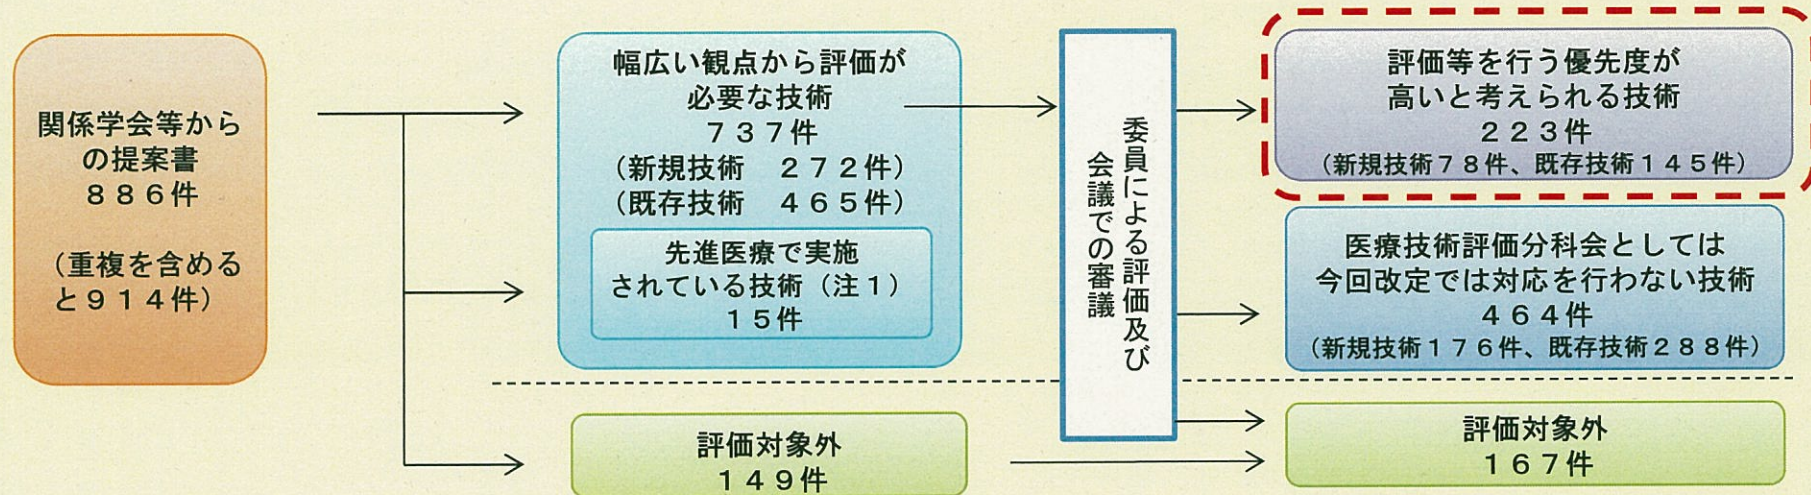 関係学会等から
の提案書
８８６件
（重複を含める
と９１４件）
幅広い観点から評価が
必要な技術
７３７件
（新規技術　２７２件）
（既存技術　４６５件）
先進医療で実施
されている技術（注１）
１５件
評価対象外
１４９件
委員による評価及び
会議での審議
評価等を行う優先度が
高いと考えられる技術
２２３件
（新規技術７８件、既存技術１４５件）
医療技術評価分科会としては
今回改定では対応を行わない技術
４６４件
（新規技術１７６件、既存技術２８８件）
評価対象外
１６７件